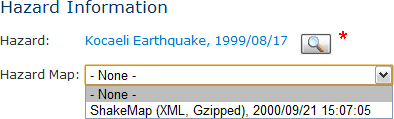 Hazard Information
Hazard: Kocaeli Earthquake, 1999/08/17 *
Hazard Map: - None -
- None -
ShakeMap (XML, Gzipped), 2000/09/21 15:07:05